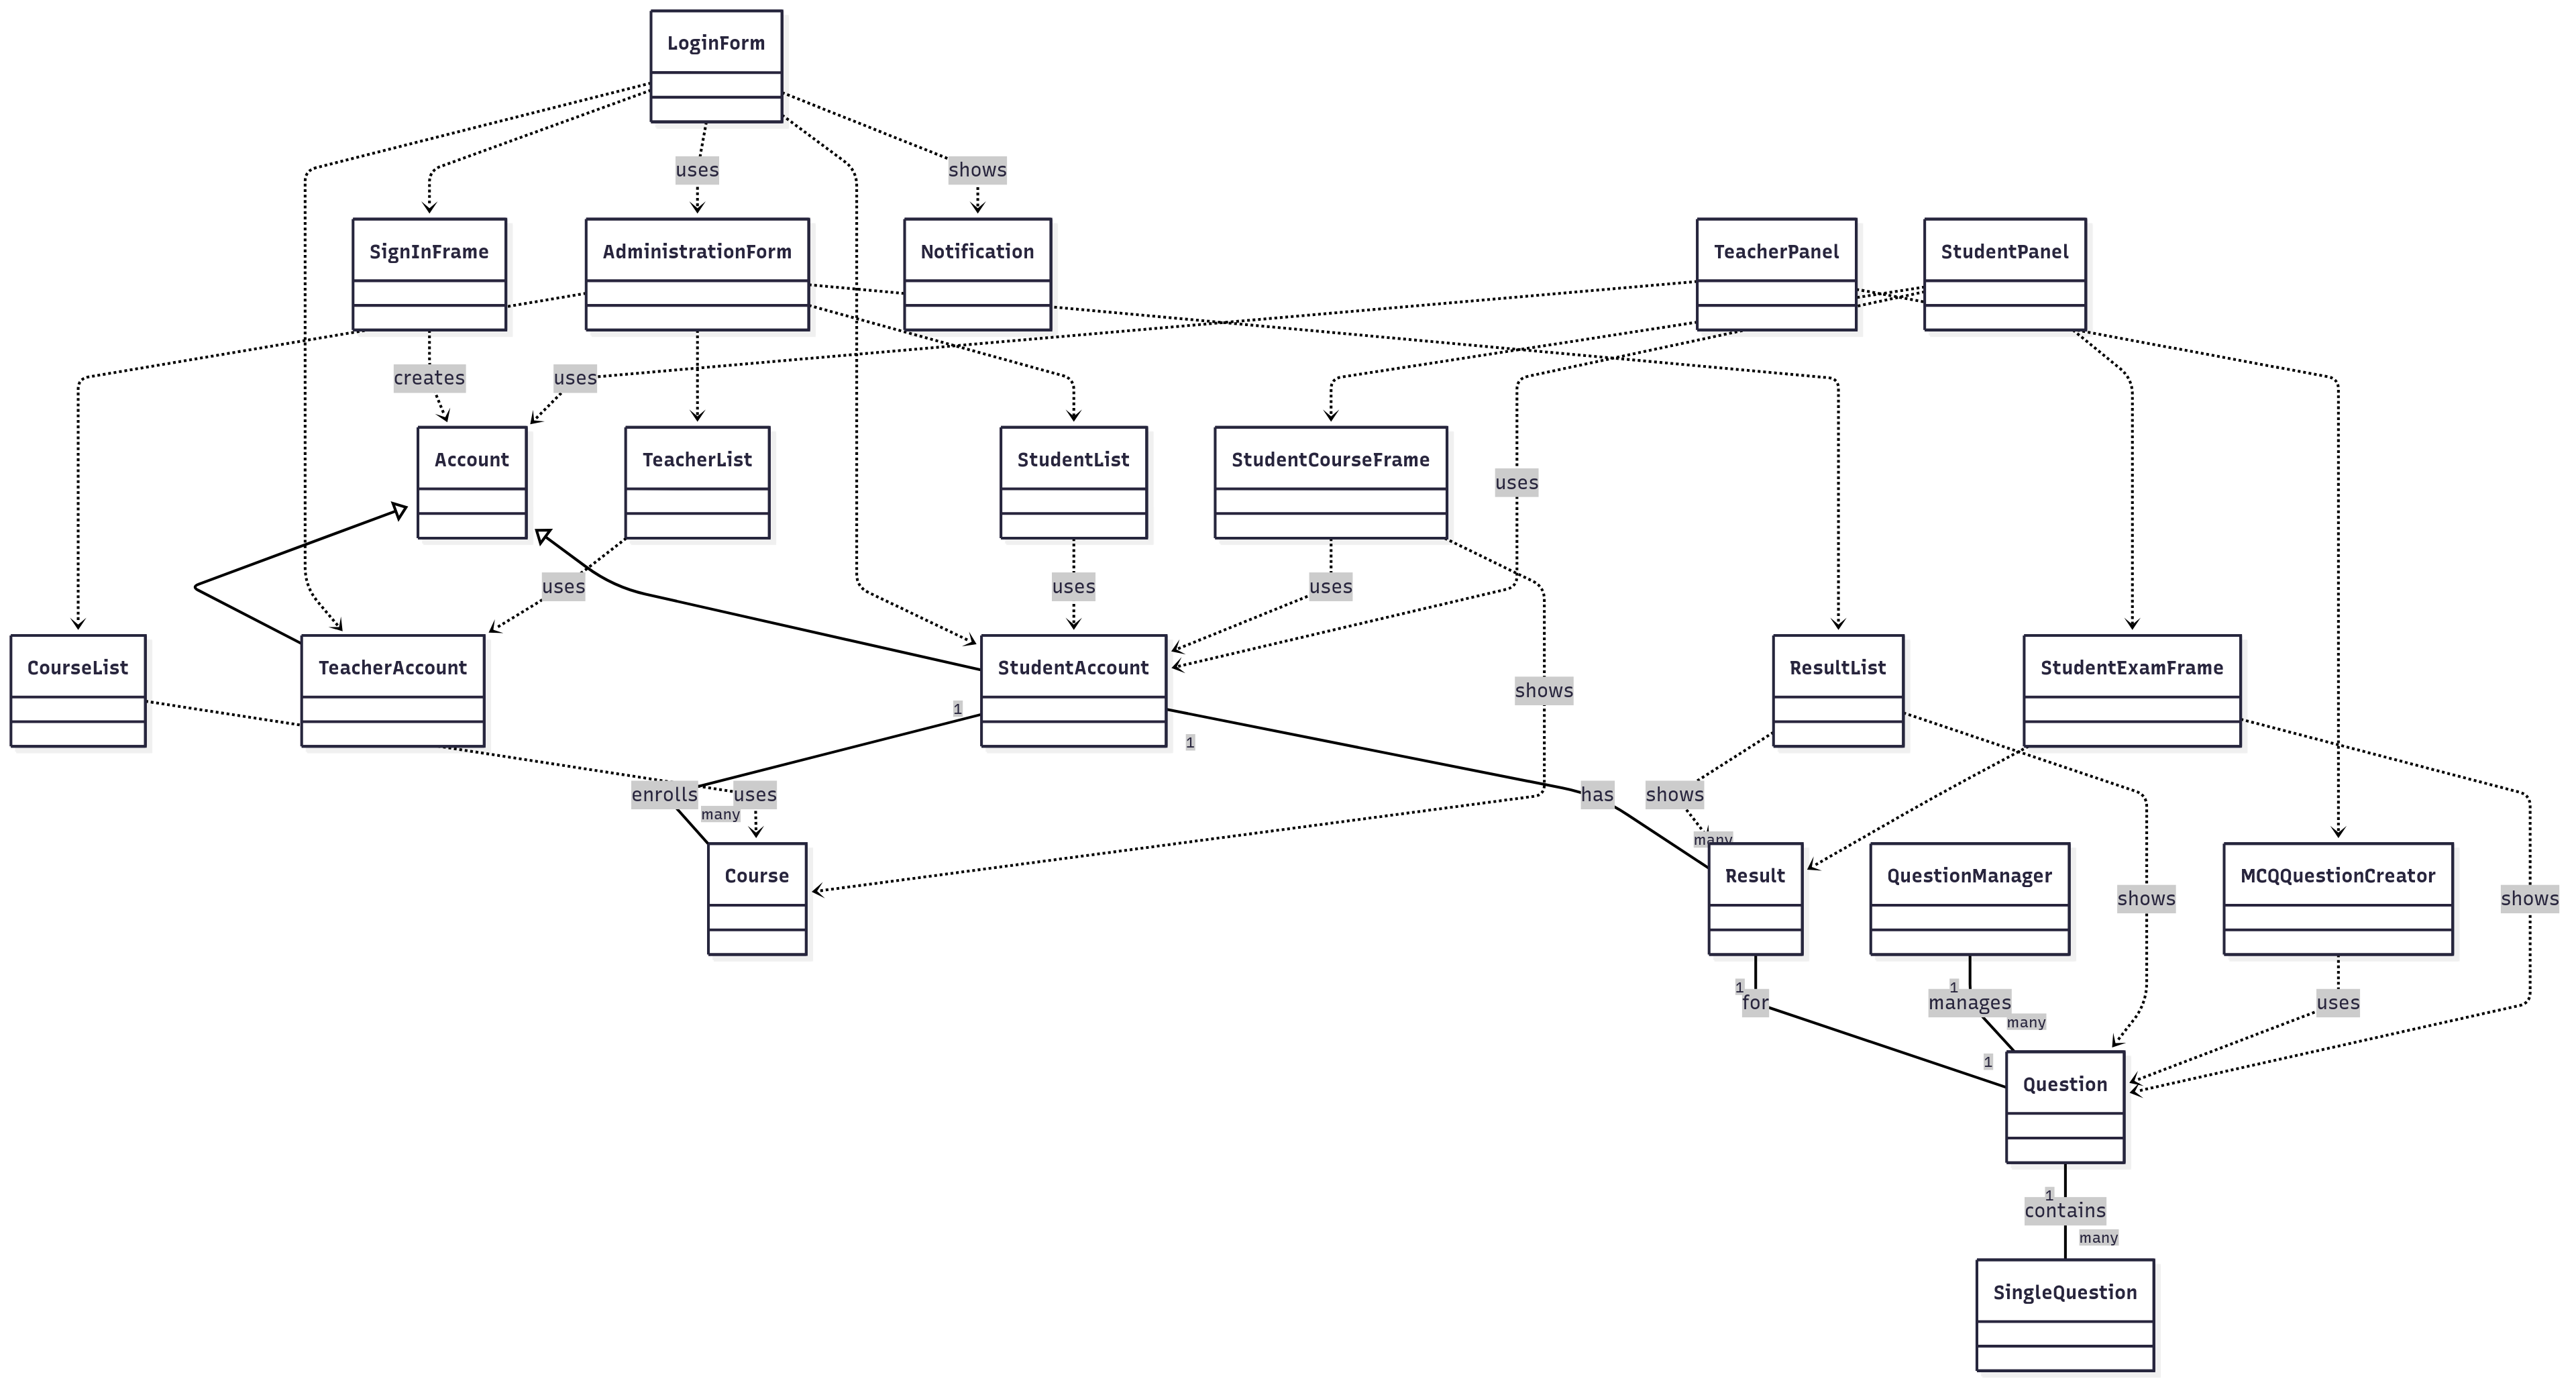 LoginForm
uses
shows
SignInFrame
AdministrationForm
Notification
TeacherPanel
StudentPanel
creates
uses
Account
TeacherList
StudentList
StudentCourseFrame
uses
uses
uses
uses
CourseList
TeacherAccount
StudentAccount
ResultList
StudentExamFrame
shows
1
1
enrolls
uses
has
shows
many
many
Course
Result
QuestionManager
MCQQuestionCreator
shows
shows
1
for
1
manages
uses
many
1
Question
1
contains
many
SingleQuestion